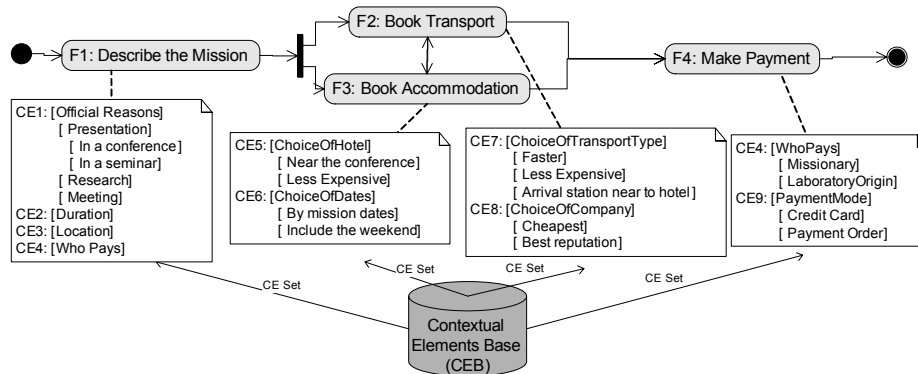 F2: Book Transport
F1: Describe the Mission
F4: Make Payment
F3: Book Accommodation
CE1: [Official Reasons]
[ Presentation]
[ In a conference]
[ In a seminar]
[ Research]
[ Meeting]
CE2: [Duration]
CE3: [Location]
CE4: [Who Pays]
CE5: [ChoiceOfHotel]
[ Near the conference]
[ Less Expensive]
CE6: [ChoiceOfDates]
[ By mission dates]
[ Include the weekend]
CE7: [ChoiceOfTransportType]
[ Faster]
[ Less Expensive]
[ Arrival station near to hotel]
CE8: [ChoiceOfCompany]
[ Cheapest]
[ Best reputation]
CE4: [WhoPays]
[ Missionary]
[ LaboratoryOrigin]
CE9: [PaymentMode]
[ Credit Card]
[ Payment Order]
CE Set
CE Set
CE Set
CE Set
Contextual
Elements Base
(CEB)